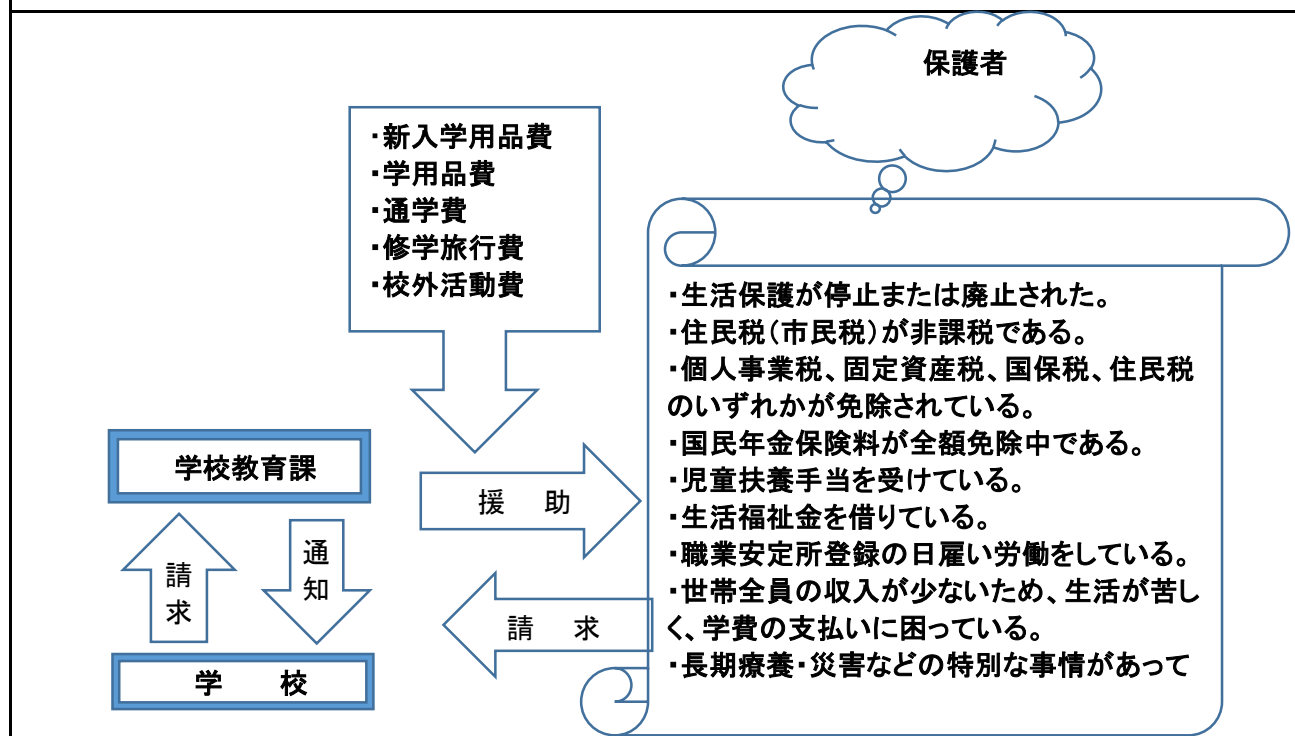 保護者
・新入学用品費
・学用品費
・通学費
・修学旅行費
・校外活動費
・生活保護が停止または廃止された。
・住民税(市民税)が非課税である。
・個人事業税、固定資産税、国保税、住民税
のいずれかが免除されている。
・国民年金保険料が全額免除中である。
・児童扶養手当を受けている。
・生活福祉金を借りている。
・職業安定所登録の日雇い労働をしている。
・世帯全員の収入が少ないため、生活が苦し
く、学費の支払いに困っている。
・長期療養・災害などの特別な事情があって
学校教育課
援 助
請求
通知
請 求
学 校